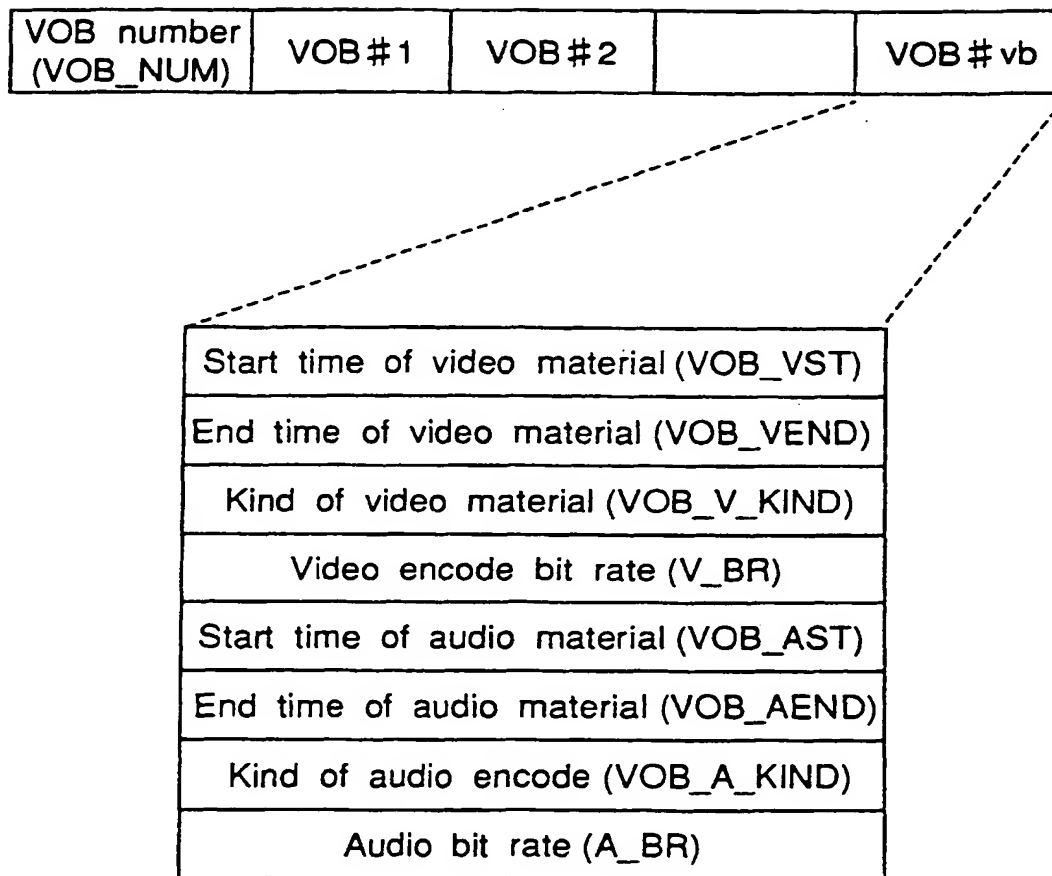 VOB number
(VOB_NUM)
VOB#1
VOB#2
VOB#vb
Start time of video material (VOB_VST)
End time of video material (VOB_VEND)
Kind of video material (VOB_V_KIND)
Video encode bit rate (V_BR)
Start time of audio material (VOB_AST)
End time of audio material (VOB_AEND)
Kind of audio encode (VOB_A_KIND)
Audio bit rate (A_BR)